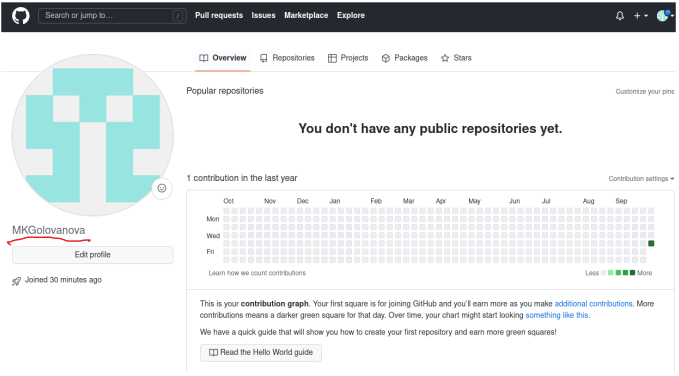 Search or jump to... /
Pull requests Issues Marketplace Explore
Overview Repositories Projects Packages Stars
Popular repositories
Customize your pins
You don't have any public repositories yet.
1 contribution in the last year
Contribution settings
Oct Nov Dec Jan Feb Mar Apr May Jun Jul Aug Sep
Mon
Wed
Fri
Learn how we count contributions
Less More
MKGolovanova
Edit profile
Joined 30 minutes ago
This is your contribution graph. Your first square is for joining GitHub and you'll earn more as you make additional contributions. More
contributions means a darker green square for that day. Over time, your chart might start looking something like this.
We have a quick guide that will show you how to create your first repository and earn more green squares!
Read the Hello World guide